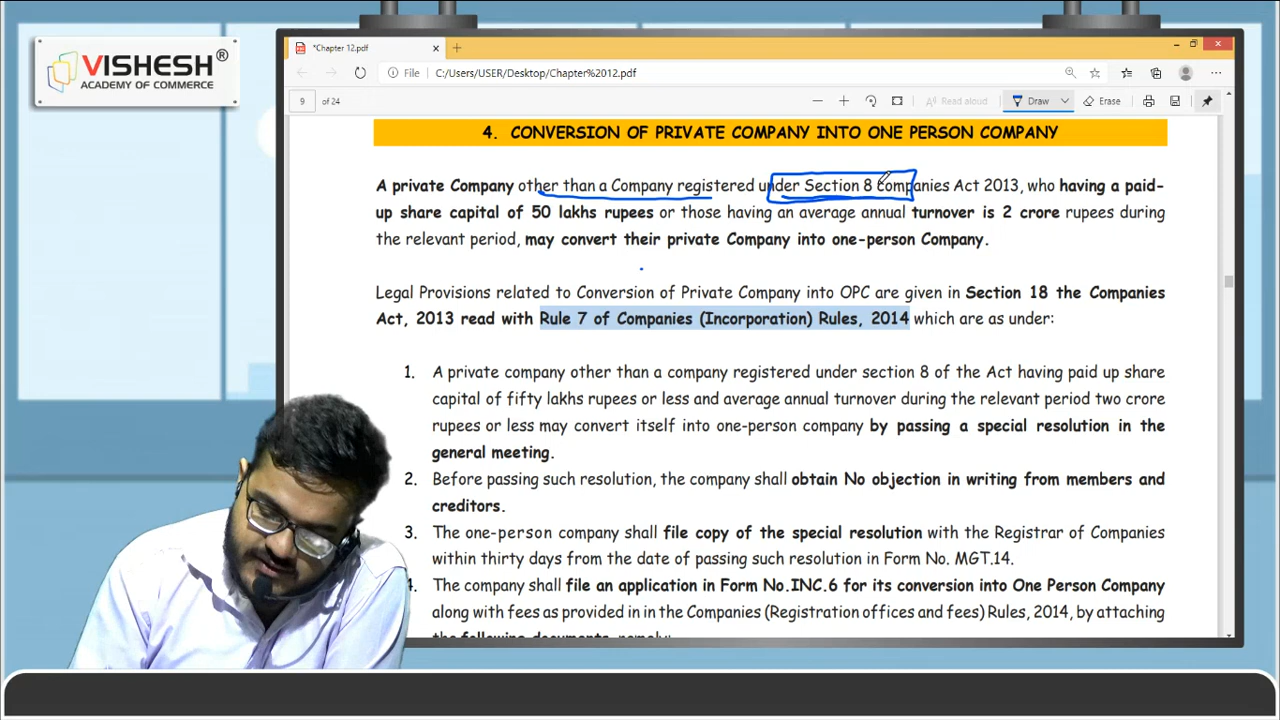 VISHESH®
ACADEMY OF COMMERCE
*Chapter 12.pdf
File C:/Users/USER/Desktop/Chapter%2012.pdf
9 of 24
Read aloud
Draw
Erase
4. CONVERSION OF PRIVATE COMPANY INTO ONE PERSON COMPANY
A private Company other than a Company registered under Section 8 companies Act 2013, who having a paid-
up share capital of 50 lakhs rupees or those having an average annual turnover is 2 crore rupees during
the relevant period, may convert their private Company into one-person Company.
Legal Provisions related to Conversion of Private Company into OPC are given in Section 18 the Companies
Act, 2013 read with Rule 7 of Companies (Incorporation) Rules, 2014 which are as under:
1. A private company other than a company registered under section 8 of the Act having paid up share
capital of fifty lakhs rupees or less and average annual turnover during the relevant period two crore
rupees or less may convert itself into one-person company by passing a special resolution in the
general meeting.
2. Before passing such resolution, the company shall obtain No objection in writing from members and
creditors.
3. The one-person company shall file copy of the special resolution with the Registrar of Companies
within thirty days from the date of passing such resolution in Form No. MGT.14.
4. The company shall file an application in Form No.INC.6 for its conversion into One Person Company
along with fees as provided in in the Companies (Registration offices and fees) Rules, 2014, by attaching
the following documents, namely: